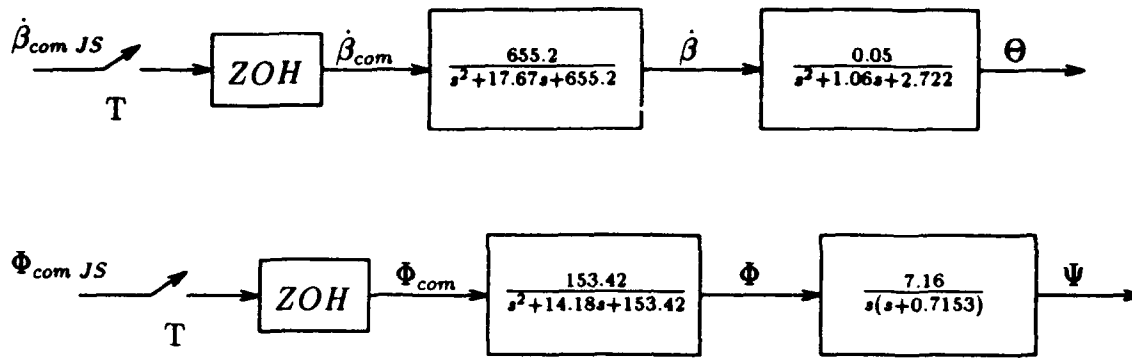 β̇com JS T ZOH β̇com 655.2/(s²+17.67s+655.2) β̇ 0.05/(s²+1.06s+2.722) Θ
Φcom JS T ZOH Φcom 153.42/(s²+14.18s+153.42) Φ 7.16/(s(s+0.7153)) Ψ